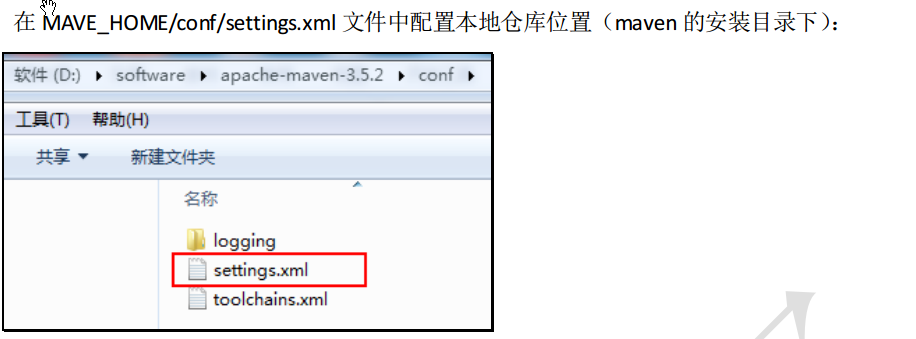 在 MAVE_HOME/conf/settings.xml 文件中配置本地仓库位置（maven 的安装目录下）：
软件 (D:) ▸ software ▸ apache-maven-3.5.2 ▸ conf ▸
工具(T) 帮助(H)
共享 新建文件夹
名称
logging
settings.xml
toolchains.xml